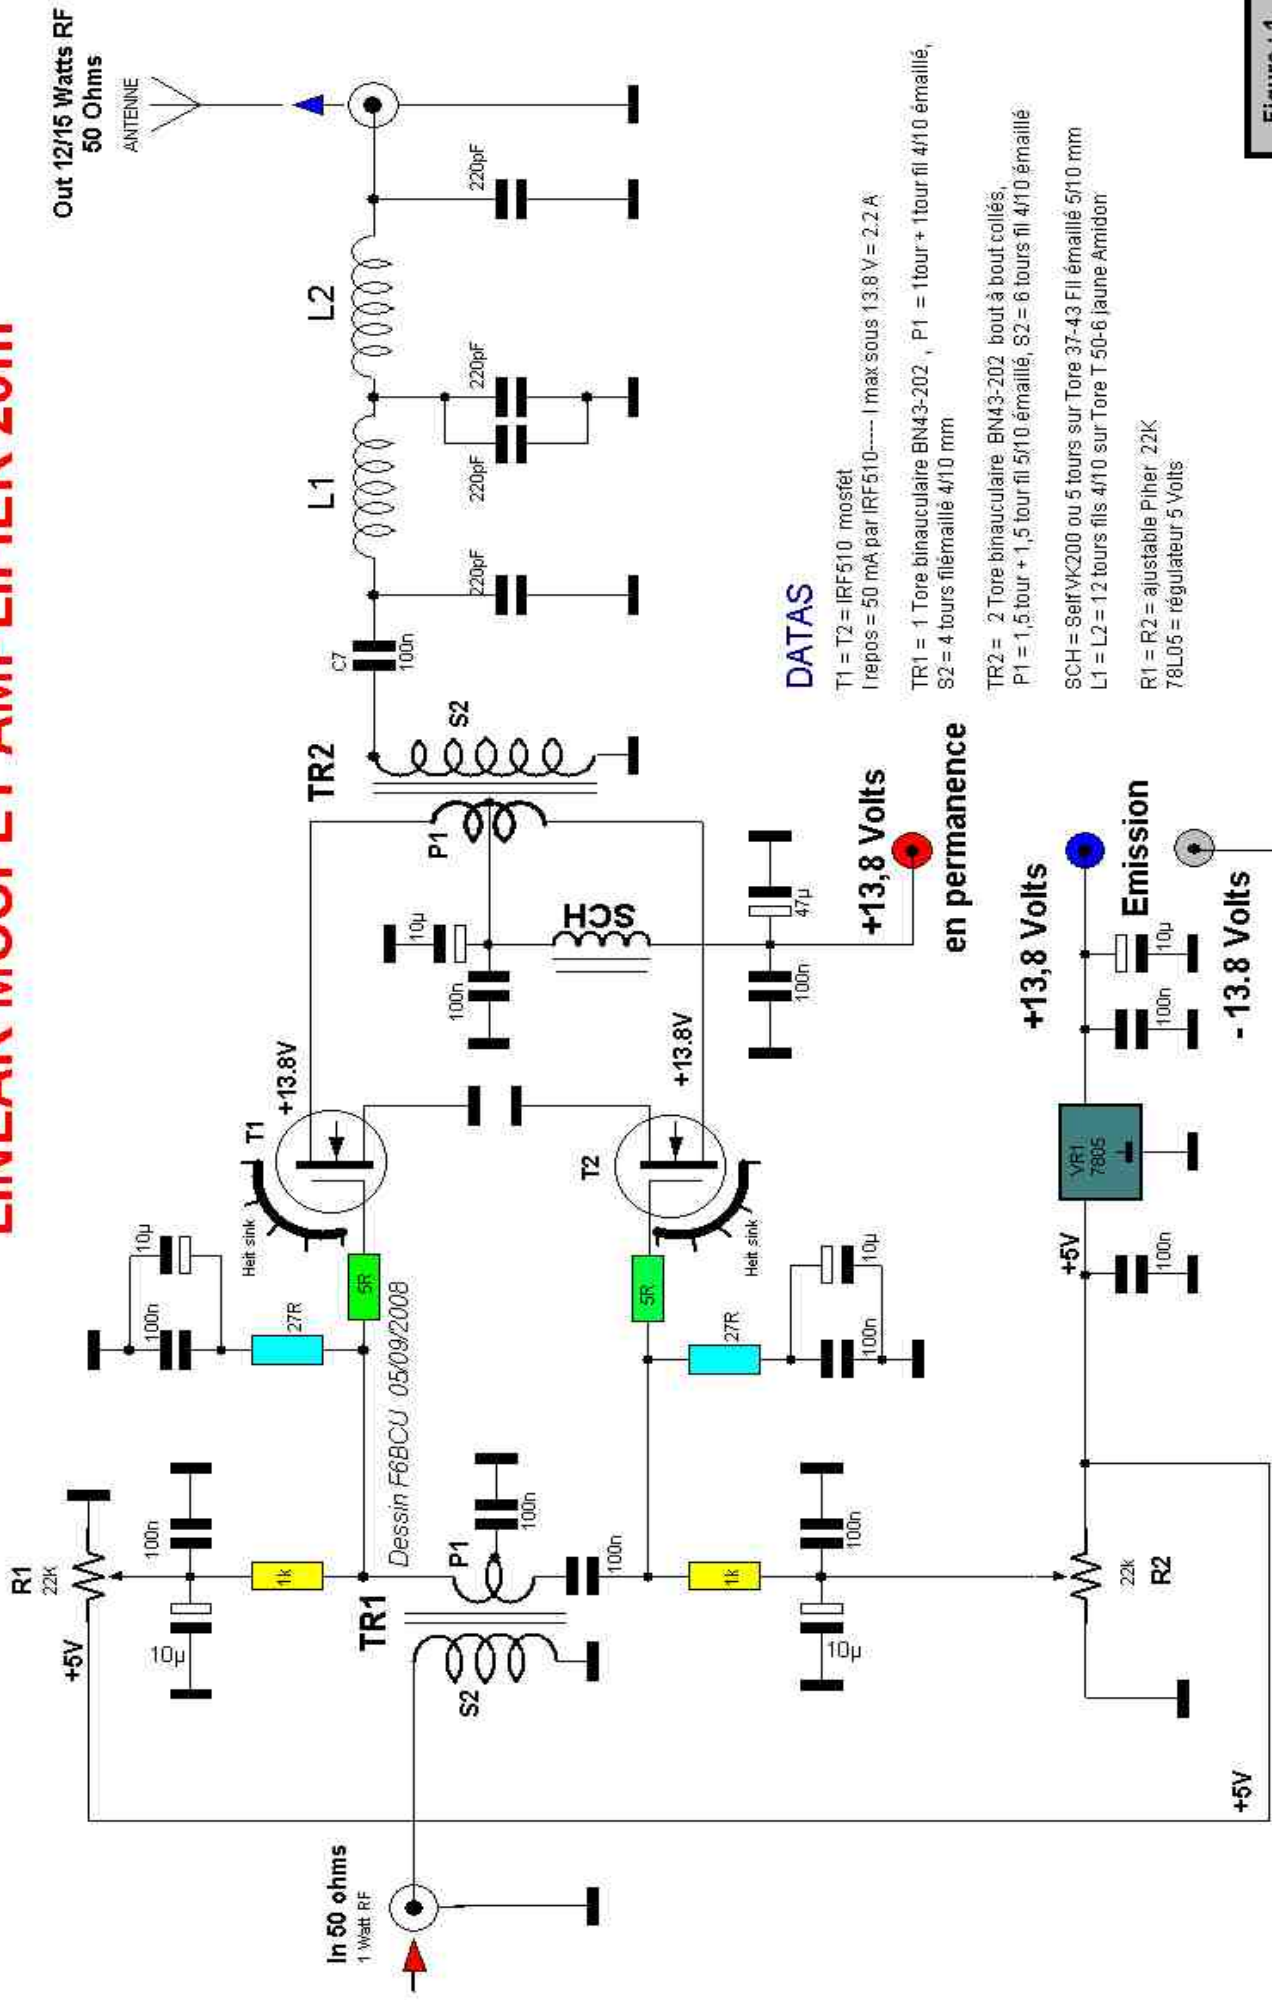 LINEAR MOSFET AMPLIFIER 20m
Out 12/15 Watts RF
50 Ohms
ANTENNE
R1
22K
+5V
10µ
100n
1k
100n
10µ
27R
Heit sink
T1
+13.8V
5R
Dessin F6BCU 05/09/2008
In 50 ohms
1 Watt RF
TR1
S2
P1
100n
100n
TR2
P1
S2
C7
100n
L1
L2
220pF
220pF
220pF
220pF
10µ
100n
SCH
+13.8V
T2
5R
Heit sink
27R
10µ
100n
1k
100n
10µ
100n
47µ
+13,8 Volts
en permanence
DATAS
T1 = T2 = IRF510 mosfet
I repos = 50 mA par IRF510----- I max sous 13.8 V = 2.2 A
TR1 = 1 Tore binauculaire BN43-202 , P1 = 1tour + 1tour fil 4/10 émaillé,
S2 = 4 tours filémaillé 4/10 mm
TR2 = 2 Tore binauculaire BN43-202 bout à bout collés,
P1 = 1,5 tour + 1,5 tour fil 5/10 émaillé, S2 = 6 tours fil 4/10 émaillé
SCH = Self VK200 ou 5 tours sur Tore 37-43 Fil émaillé 5/10 mm
L1 = L2 = 12 tours fils 4/10 sur Tore T 50-6 jaune Amidon
R1 = R2 = ajustable Piher 22K
78L05 = régulateur 5 Volts
22k
R2
+5V
100n
VR1
7805
100n
10µ
+13,8 Volts
Emission
- 13.8 Volts
+5V